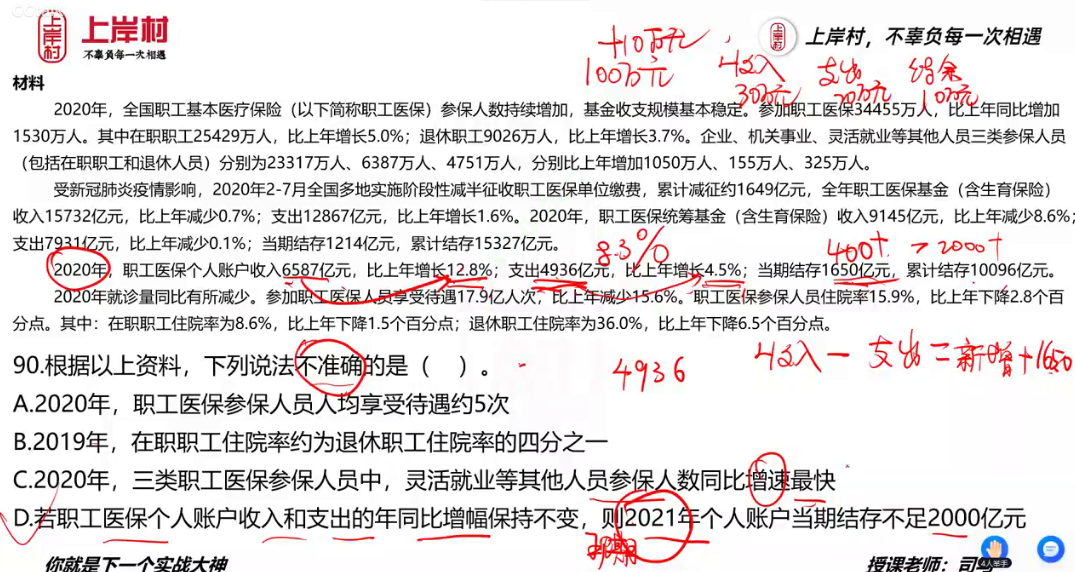 上岸村
上岸村
不辜负每一次相遇
上岸村，不辜负每一次相遇
+10万元
100万元
收入 支出 结余
30万元 20万元 10万元
材料
2020年，全国职工基本医疗保险（以下简称职工医保）参保人数持续增加，基金收支规模基本稳定。参加职工医保34455万人，比上年同比增加
1530万人。其中在职职工25429万人，比上年增长5.0%；退休职工9026万人，比上年增长3.7%。企业、机关事业、灵活就业等其他人员三类参保人员
（包括在职职工和退休人员）分别为23317万人、6387万人、4751万人，分别比上年增加1050万人、155万人、325万人。
受新冠肺炎疫情影响，2020年2-7月全国多地实施阶段性减半征收职工医保单位缴费，累计减征约1649亿元，全年职工医保基金（含生育保险）
收入15732亿元，比上年减少0.7%；支出12867亿元，比上年增长1.6%。2020年，职工医保统筹基金（含生育保险）收入9145亿元，比上年减少8.6%；
支出7931亿元，比上年减少0.1%；当期结存1214亿元，累计结存15327亿元。
8.3%
400+ >2000+
2020年，职工医保个人账户收入6587亿元，比上年增长12.8%；支出4936亿元，比上年增长4.5%；当期结存1650亿元，累计结存10096亿元。
2020年就诊量同比有所减少。参加职工医保人员享受待遇17.9亿人次，比上年减少15.6%。职工医保参保人员住院率15.9%，比上年下降2.8个百
分点。其中：在职职工住院率为8.6%，比上年下降1.5个百分点；退休职工住院率为36.0%，比上年下降6.5个百分点。
收入－支出＝新增+1650
90.根据以上资料，下列说法不准确的是（ ）。
4936
A.2020年，职工医保参保人员人均享受待遇约5次
B.2019年，在职职工住院率约为退休职工住院率的四分之一
C.2020年，三类职工医保参保人员中，灵活就业等其他人员参保人数同比增速最快
D.若职工医保个人账户收入和支出的年同比增幅保持不变，则2021年个人账户当期结存不足2000亿元
现期
你就是下一个实战大神
授课老师：司马
4人举手